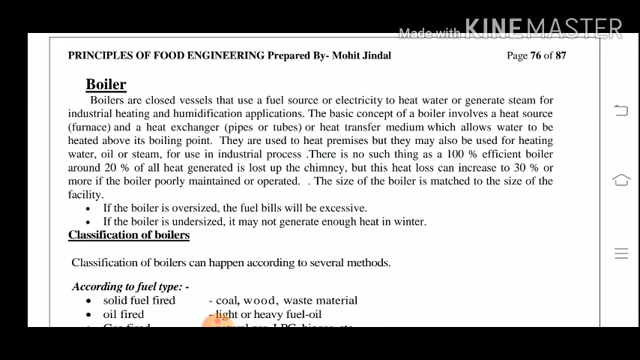 Made with KINEMASTER
PRINCIPLES OF FOOD ENGINEERING Prepared By- Mohit Jindal Page 76 of 87
Boiler
Boilers are closed vessels that use a fuel source or electricity to heat water or generate steam for
industrial heating and humidification applications. The basic concept of a boiler involves a heat source
(furnace) and a heat exchanger (pipes or tubes) or heat transfer medium which allows water to be
heated above its boiling point. They are used to heat premises but they may also be used for heating
water, oil or steam, for use in industrial process .There is no such thing as a 100 % efficient boiler
around 20 % of all heat generated is lost up the chimney, but this heat loss can increase to 30 % or
more if the boiler poorly maintained or operated. . The size of the boiler is matched to the size of the
facility.
• If the boiler is oversized, the fuel bills will be excessive.
• If the boiler is undersized, it may not generate enough heat in winter.
Classification of boilers
Classification of boilers can happen according to several methods.
According to fuel type: -
• solid fuel fired - coal, wood, waste material
• oil fired - light or heavy fuel-oil